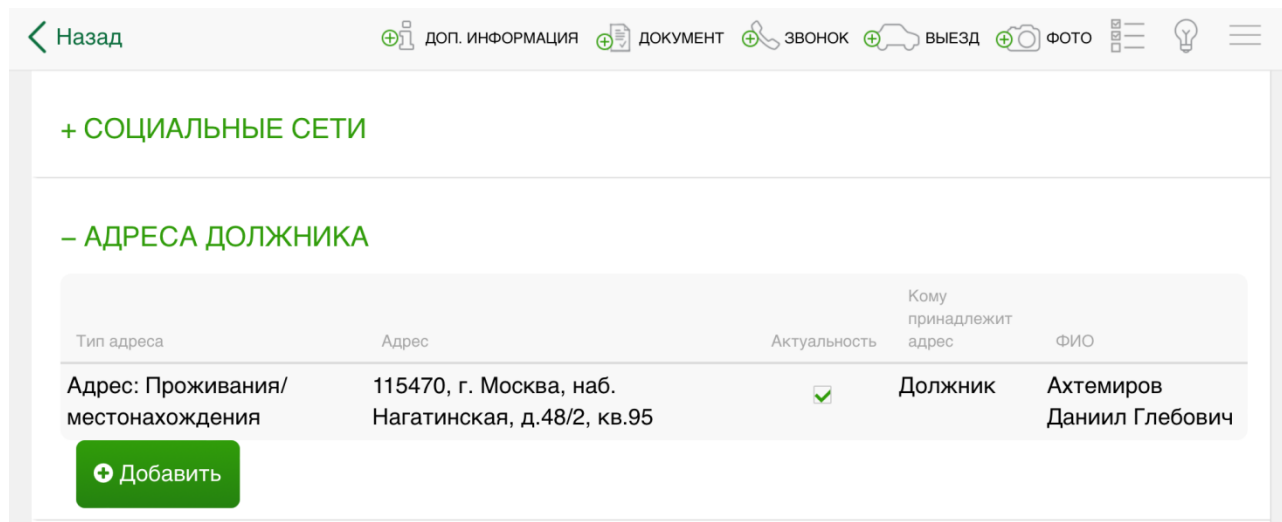 Назад
ДОП. ИНФОРМАЦИЯ ДОКУМЕНТ ЗВОНОК ВЫЕЗД ФОТО
+ СОЦИАЛЬНЫЕ СЕТИ
– АДРЕСА ДОЛЖНИКА
Тип адреса
Адрес
Актуальность
Кому
принадлежит
адрес
ФИО
Адрес: Проживания/
местонахождения
115470, г. Москва, наб.
Нагатинская, д.48/2, кв.95
Должник
Ахтемиров
Даниил Глебович
Добавить